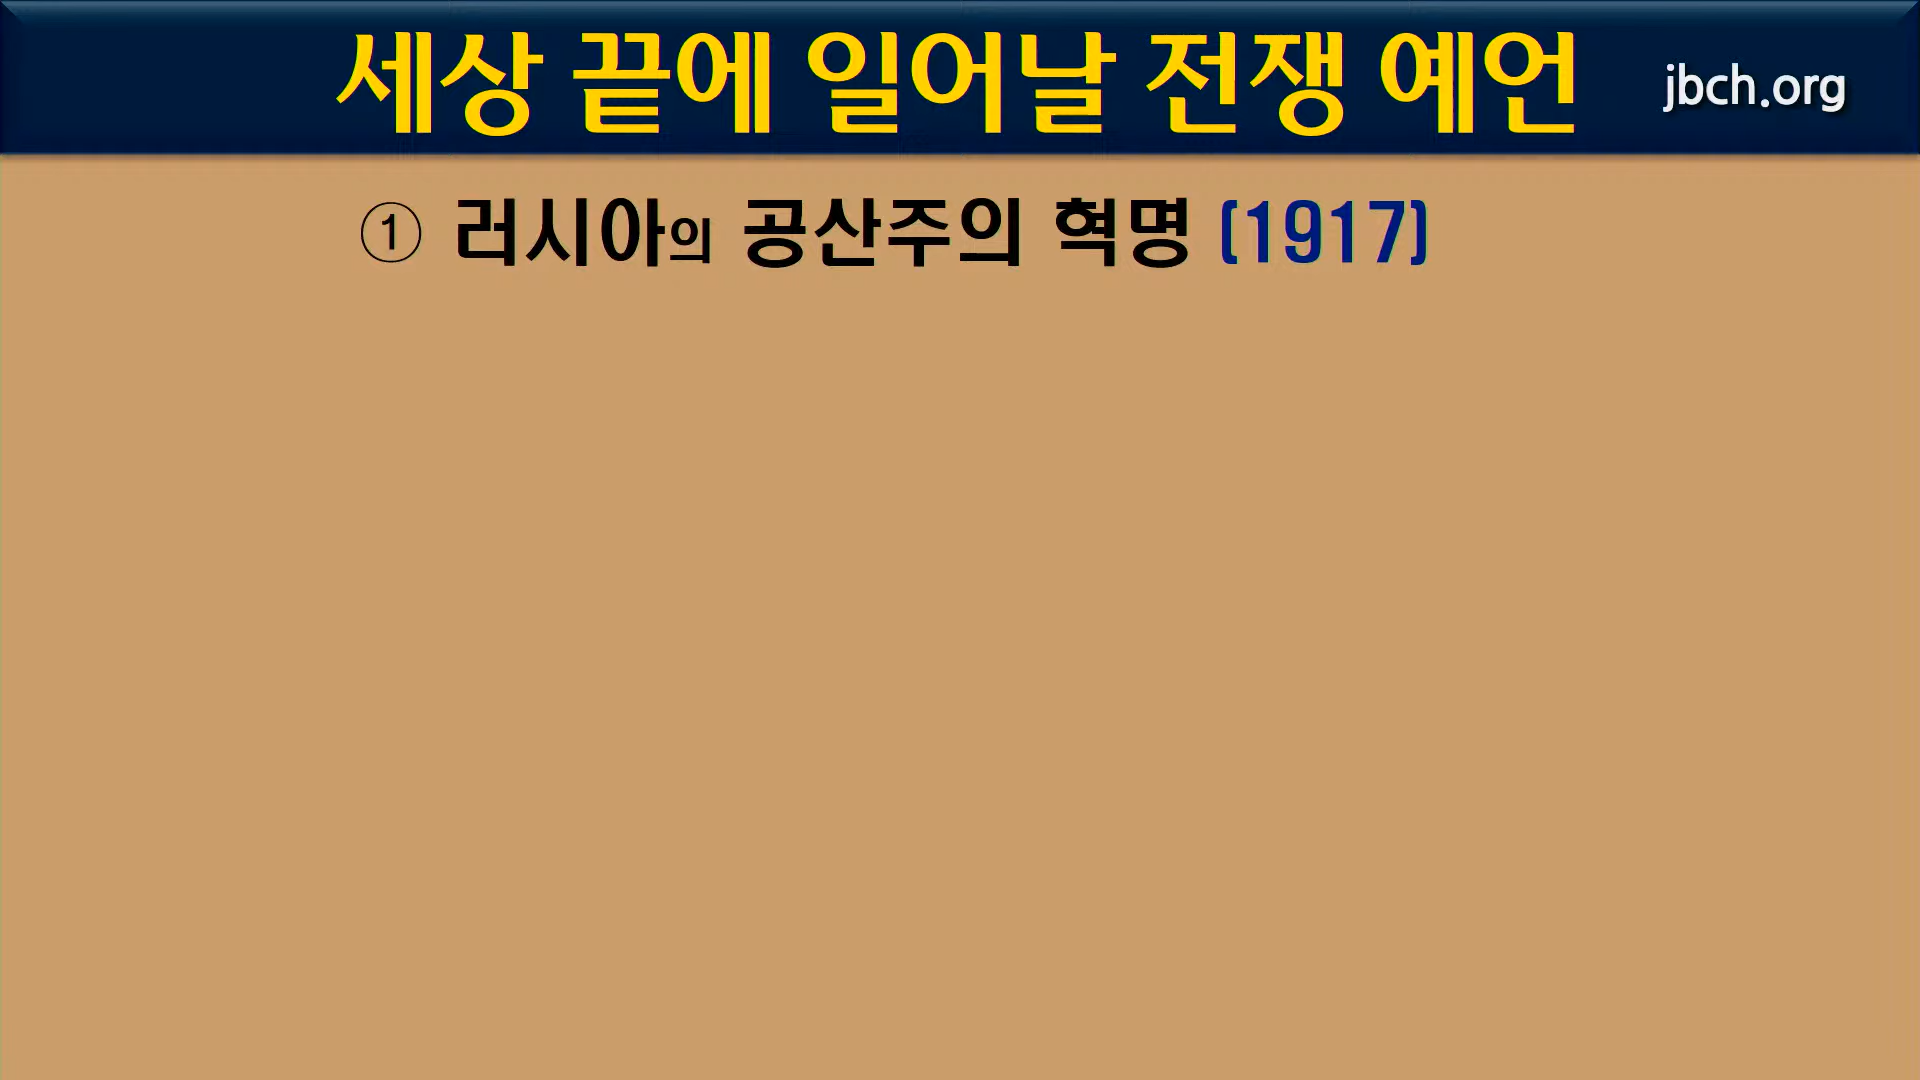 세상 끝에 일어날 전쟁 예언
jbch.org
① 러시아의 공산주의 혁명 (1917)